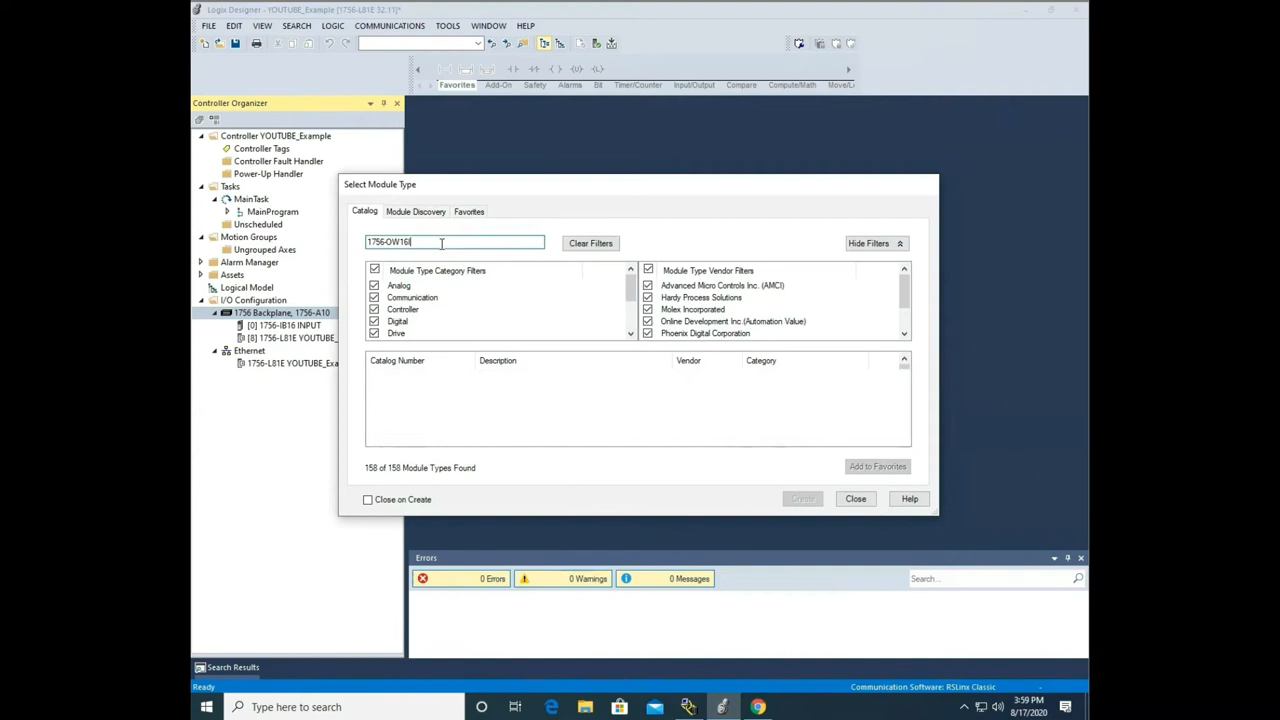 Logix Designer - YOUTUBE_Example [1756-L81E 32.11]*
FILE EDIT VIEW SEARCH LOGIC COMMUNICATIONS TOOLS WINDOW HELP
Favorites Add-On Safety Alarms Bit Timer/Counter Input/Output Compare Compute/Math Move/L
Controller Organizer
Controller YOUTUBE_Example
Controller Tags
Controller Fault Handler
Power-Up Handler
Tasks
MainTask
MainProgram
Unscheduled
Motion Groups
Ungrouped Axes
Alarm Manager
Assets
Logical Model
I/O Configuration
1756 Backplane, 1756-A10
[0] 1756-IB16 INPUT
[8] 1756-L81E YOUTUBE_
Ethernet
1756-L81E YOUTUBE_Exa
Select Module Type
Catalog Module Discovery Favorites
1756-OW16I
Clear Filters
Hide Filters
Module Type Category Filters
Analog
Communication
Controller
Digital
Drive
Module Type Vendor Filters
Advanced Micro Controls Inc. (AMCI)
Hardy Process Solutions
Molex Incorporated
Online Development Inc.(Automation Value)
Phoenix Digital Corporation
Catalog Number Description Vendor Category
158 of 158 Module Types Found
Add to Favorites
Close on Create
Create Close Help
Errors
0 Errors 0 Warnings 0 Messages Search...
Search Results
Ready
Communication Software: RSLinx Classic
Type here to search
3:59 PM
8/17/2020